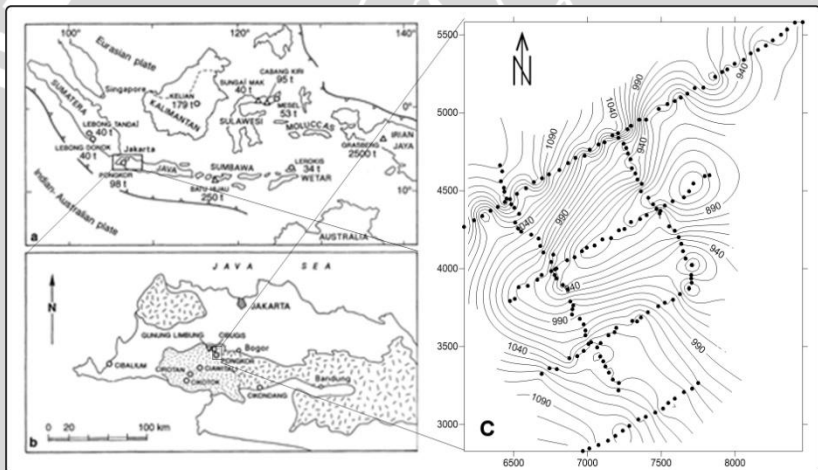 100°
120°
140°
Eurasian plate
Singapore
SUMATERA
KELIAN
179 t
KALIMANTAN
SUNGAI MAK
40 t
CABANG KIRI
95 t
MESEL
53 t
0°
SULAWESI
MOLUCCAS
IRIAN
JAYA
GRASBERG
2500 t
LEBONG TANDAI
40 t
LEBONG DONOK
40 t
Jakarta
PONGKOR
98 t
JAVA
SUMBAWA
BATU HIJAU
250 t
LEROKIS
34 t
WETAR
10°
Indian-Australian plate
AUSTRALIA
a
JAVA SEA
N
JAKARTA
GUNUNG LIMBUNG
CIBUGIS
Bogor
PONGKOR
CIBALIUM
CIROTAN
CIAWITALI
CIKOTOK
CIKONDANG
Bandung
0 20 100 km
b
5500
5000
4500
4000
3500
3000
6500 7000 7500 8000
N
990
1040
940
940
1090
990
890
1040
940
940
990
1040
990
1090
C